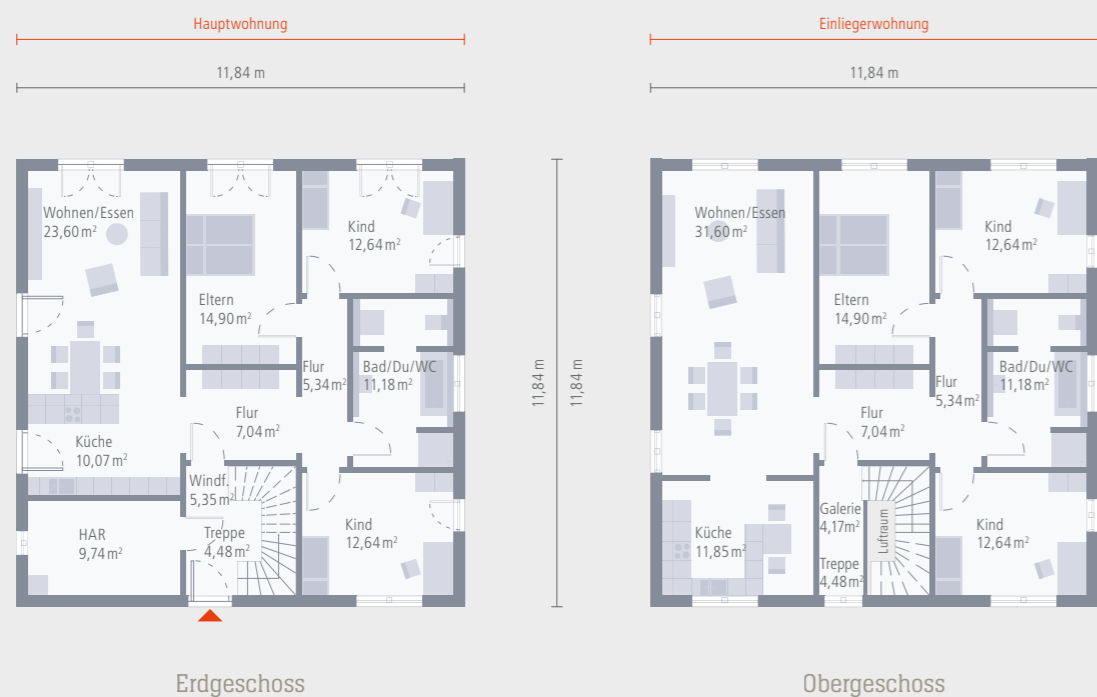 Hauptwohnung
11,84 m
Wohnen/Essen
23,60 m²
Kind
12,64 m²
Eltern
14,90 m²
Flur
5,34 m²
Bad/Du/WC
11,18 m²
Flur
7,04 m²
Küche
10,07 m²
Windf.
5,35 m²
HAR
9,74 m²
Treppe
4,48 m²
Kind
12,64 m²
Erdgeschoss
11,84 m
11,84 m
Einliegerwohnung
11,84 m
Wohnen/Essen
31,60 m²
Kind
12,64 m²
Eltern
14,90 m²
Flur
5,34 m²
Bad/Du/WC
11,18 m²
Flur
7,04 m²
Küche
11,85 m²
Galerie
4,17 m²
Treppe
4,48 m²
Luftraum
Kind
12,64 m²
Obergeschoss